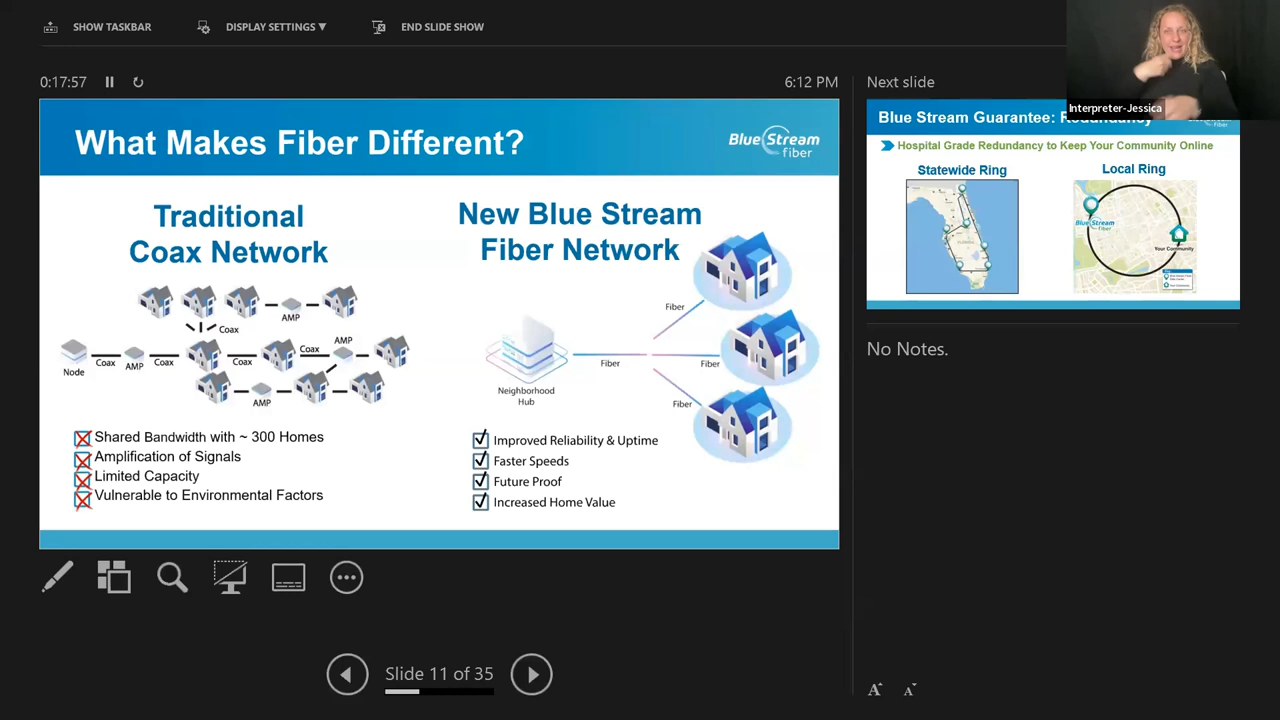 SHOW TASKBAR
DISPLAY SETTINGS ▼
END SLIDE SHOW
Interpreter-Jessica
0:17:57
6:12 PM
Next slide
What Makes Fiber Different?
Blue Stream
fiber
Traditional
Coax Network
New Blue Stream
Fiber Network
AMP
Coax
AMP
Coax
Node
Coax
AMP
Coax
Coax
AMP
Fiber
Fiber
Fiber
Fiber
Neighborhood
Hub
Shared Bandwidth with ~ 300 Homes
Amplification of Signals
Limited Capacity
Vulnerable to Environmental Factors
Improved Reliability & Uptime
Faster Speeds
Future Proof
Increased Home Value
Blue Stream Guarantee: Redundancy
Hospital Grade Redundancy to Keep Your Community Online
Statewide Ring
Local Ring
Blue Stream
Your Community
No Notes.
Slide 11 of 35
A
A